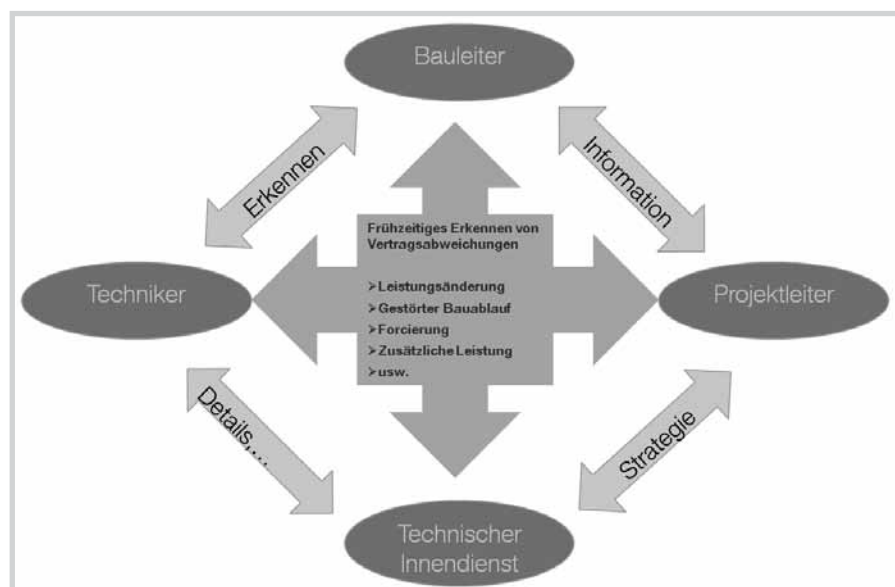 Bauleiter
Erkennen
Information
Frühzeitiges Erkennen von
Vertragsabweichungen
➢Leistungsänderung
➢Gestörter Bauablauf
➢Forcierung
➢Zusätzliche Leistung
➢usw.
Techniker
Projektleiter
Details,...
Strategie
Technischer
Innendienst